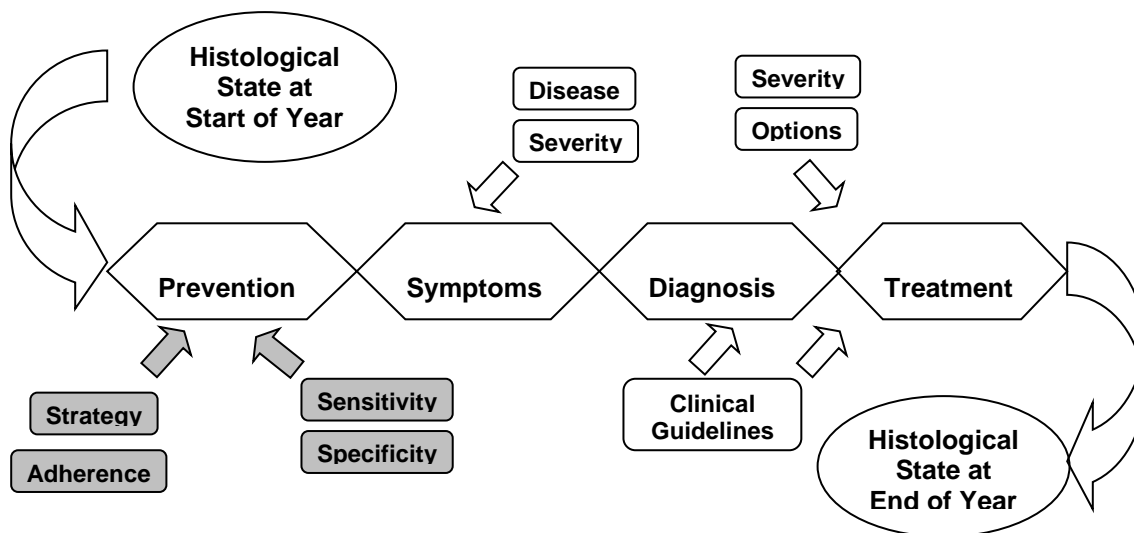 Histological
State at
Start of Year
Disease
Severity
Severity
Options
Prevention
Symptoms
Diagnosis
Treatment
Strategy
Adherence
Sensitivity
Specificity
Clinical
Guidelines
Histological
State at
End of Year